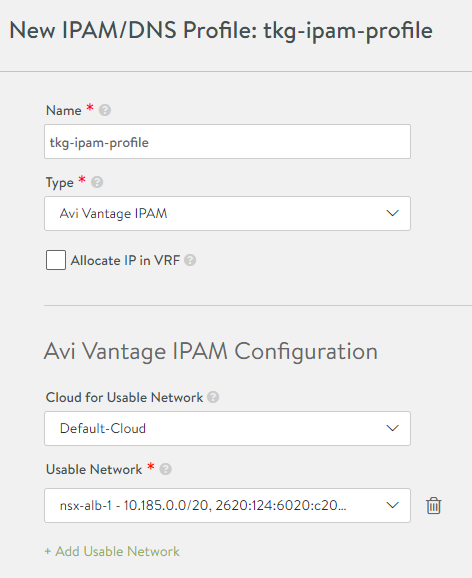 New IPAM/DNS Profile: tkg-ipam-profile
Name * ?
tkg-ipam-profile
Type * ?
Avi Vantage IPAM
Allocate IP in VRF ?
Avi Vantage IPAM Configuration
Cloud for Usable Network ?
Default-Cloud
Usable Network * ?
nsx-alb-1 - 10.185.0.0/20, 2620:124:6020:c20...
+ Add Usable Network